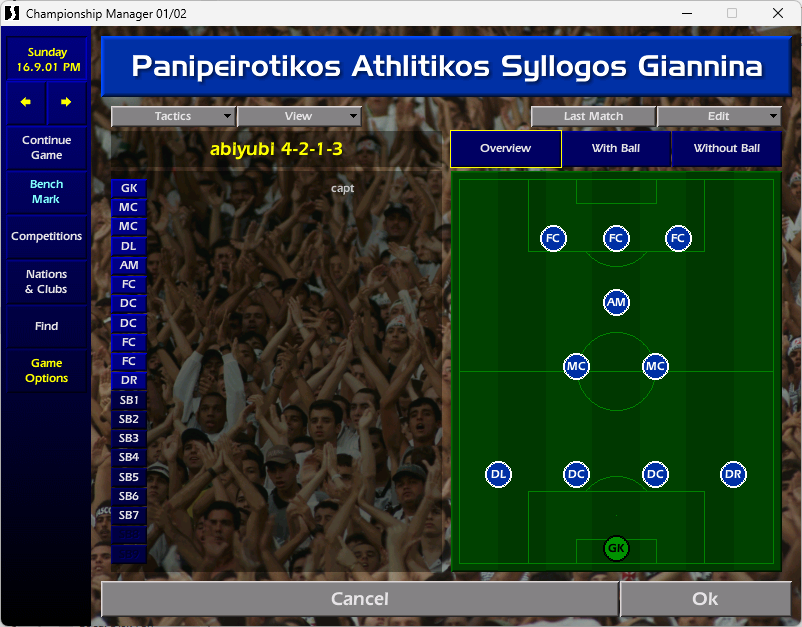 Championship Manager 01/02
Sunday
16.9.01 PM
Continue
Game
Bench
Mark
Competitions
Nations
& Clubs
Find
Game
Options
Panipeirotikos Athlitikos Syllogos Giannina
Tactics
View
Last Match
Edit
abiyubi 4-2-1-3
Overview
With Ball
Without Ball
GK capt
MC
MC
DL
AM
FC
DC
DC
FC
FC
DR
SB1
SB2
SB3
SB4
SB5
SB6
SB7
FC FC FC
AM
MC MC
DL DC DC DR
GK
Cancel
Ok